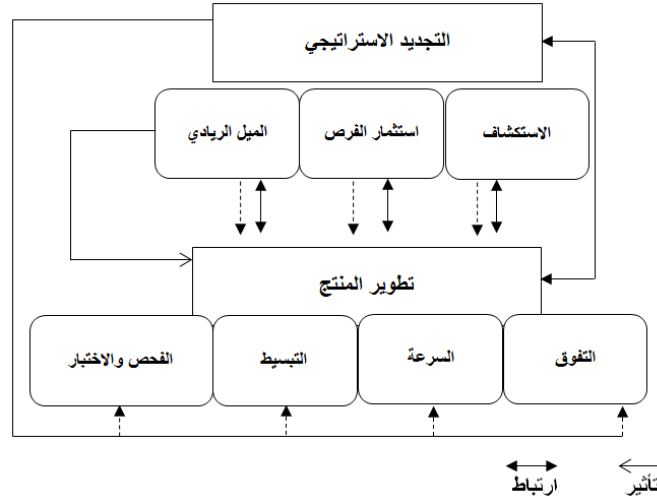 التجديد الاستراتيجي
الاستكشاف
استثمار الفرص
الميل الريادي
تطوير المنتج
التفوق
السرعة
التبسيط
الفحص والاختبار
تأثير
ارتباط